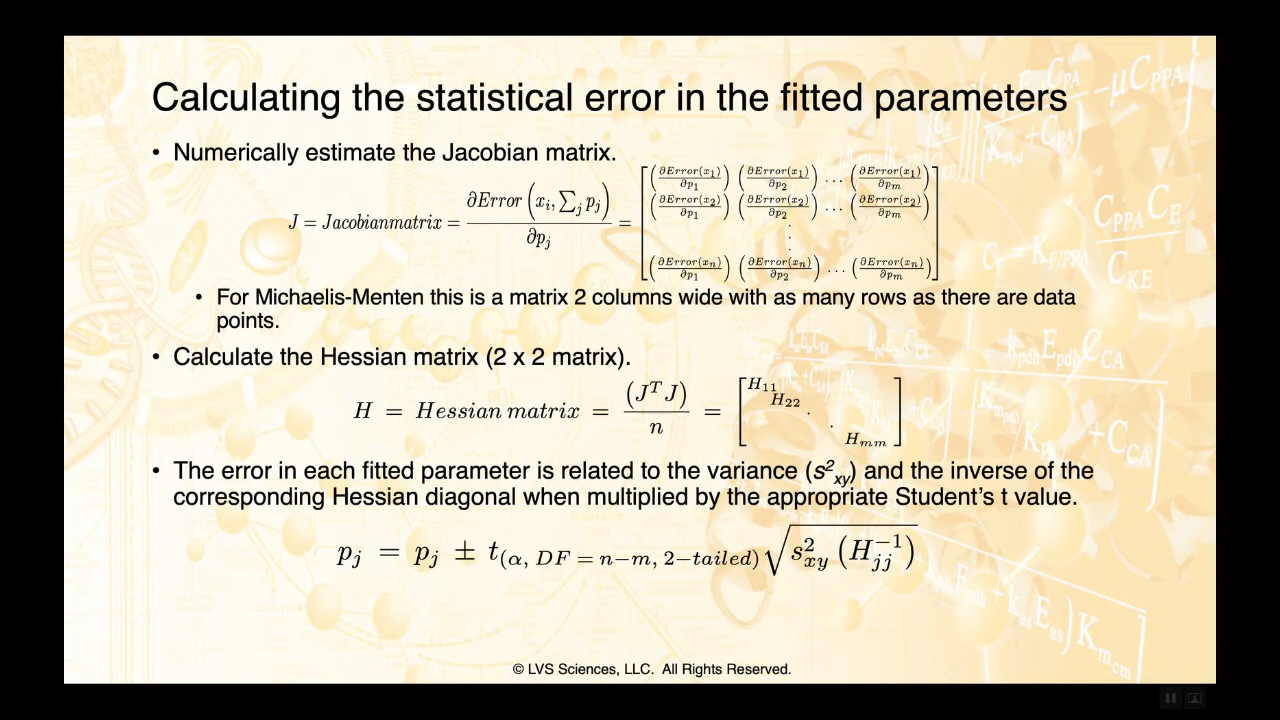 Calculating the statistical error in the fitted parameters
• Numerically estimate the Jacobian matrix.
J = Jacobianmatrix = ∂Error(x_i, ∑_j p_j) / ∂p_j = [ (∂Error(x_1)/∂p_1) (∂Error(x_1)/∂p_2) ... (∂Error(x_1)/∂p_m)
(∂Error(x_2)/∂p_1) (∂Error(x_2)/∂p_2) ... (∂Error(x_2)/∂p_m)
⋮
(∂Error(x_n)/∂p_1) (∂Error(x_n)/∂p_2) ... (∂Error(x_n)/∂p_m) ]
• For Michaelis-Menten this is a matrix 2 columns wide with as many rows as there are data
points.
• Calculate the Hessian matrix (2 x 2 matrix).
H = Hessian matrix = (J^T J) / n = [ H_11
H_22 .
.
H_mm ]
• The error in each fitted parameter is related to the variance (s²_xy) and the inverse of the
corresponding Hessian diagonal when multiplied by the appropriate Student’s t value.
p_j = p_j ± t_(α, DF = n−m, 2−tailed) √(s²_xy (H_jj^−1))
© LVS Sciences, LLC. All Rights Reserved.